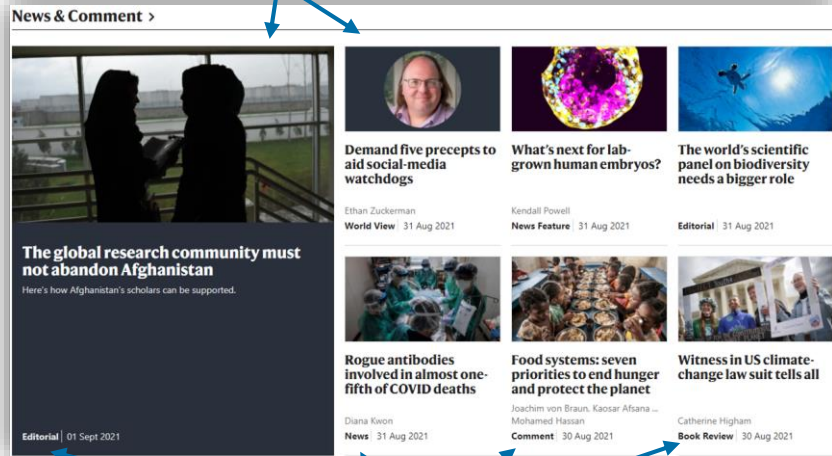 News & Comment >
The global research community must
not abandon Afghanistan
Here's how Afghanistan's scholars can be supported.
Editorial 01 Sept 2021
Demand five precepts to
aid social-media
watchdogs
Ethan Zuckerman
World View 31 Aug 2021
What's next for lab-
grown human embryos?
Kendall Powell
News Feature 31 Aug 2021
The world's scientific
panel on biodiversity
needs a bigger role
Editorial 31 Aug 2021
Rogue antibodies
involved in almost one-
fifth of COVID deaths
Diana Kwon
News 31 Aug 2021
Food systems: seven
priorities to end hunger
and protect the planet
Joachim von Braun, Kaosar Afsana ...
Mohamed Hassan
Comment 30 Aug 2021
Witness in US climate-
change law suit tells all
Catherine Higham
Book Review 30 Aug 2021